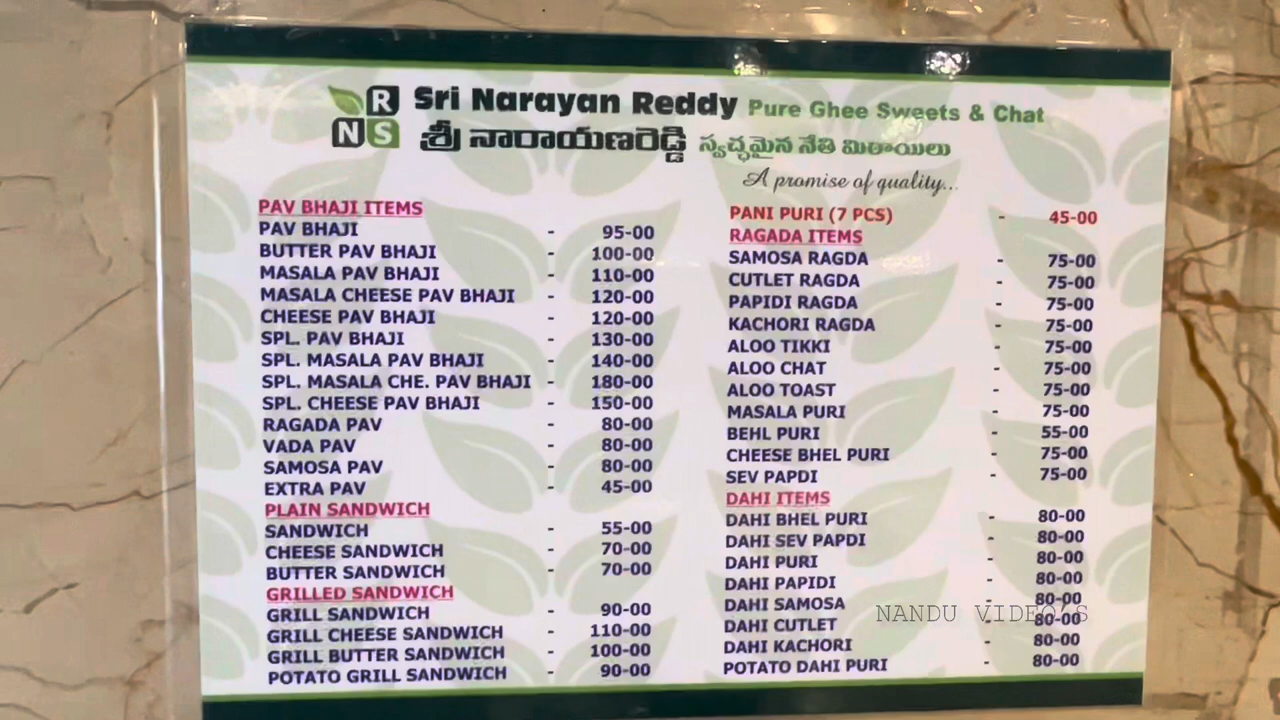 R
NS
Sri Narayan Reddy Pure Ghee Sweets & Chat
శ్రీ నారాయణరెడ్డి స్వచ్ఛమైన నేతి మిఠాయిలు
A promise of quality...
PAV BHAJI ITEMS
PAV BHAJI - 95-00
BUTTER PAV BHAJI - 100-00
MASALA PAV BHAJI - 110-00
MASALA CHEESE PAV BHAJI - 120-00
CHEESE PAV BHAJI - 120-00
SPL. PAV BHAJI - 130-00
SPL. MASALA PAV BHAJI - 140-00
SPL. MASALA CHE. PAV BHAJI - 180-00
SPL. CHEESE PAV BHAJI - 150-00
RAGADA PAV - 80-00
VADA PAV - 80-00
SAMOSA PAV - 80-00
EXTRA PAV - 45-00
PLAIN SANDWICH
SANDWICH - 55-00
CHEESE SANDWICH - 70-00
BUTTER SANDWICH - 70-00
GRILLED SANDWICH
GRILL SANDWICH - 90-00
GRILL CHEESE SANDWICH - 110-00
GRILL BUTTER SANDWICH - 100-00
POTATO GRILL SANDWICH - 90-00
PANI PURI (7 PCS) - 45-00
RAGADA ITEMS
SAMOSA RAGDA - 75-00
CUTLET RAGDA - 75-00
PAPIDI RAGDA - 75-00
KACHORI RAGDA - 75-00
ALOO TIKKI - 75-00
ALOO CHAT - 75-00
ALOO TOAST - 75-00
MASALA PURI - 75-00
BEHL PURI - 55-00
CHEESE BHEL PURI - 75-00
SEV PAPDI - 75-00
DAHI ITEMS
DAHI BHEL PURI - 80-00
DAHI SEV PAPDI - 80-00
DAHI PURI - 80-00
DAHI PAPIDI - 80-00
DAHI SAMOSA - 80-00
DAHI CUTLET - 80-00
DAHI KACHORI - 80-00
POTATO DAHI PURI - 80-00
NANDU VIDEO'S